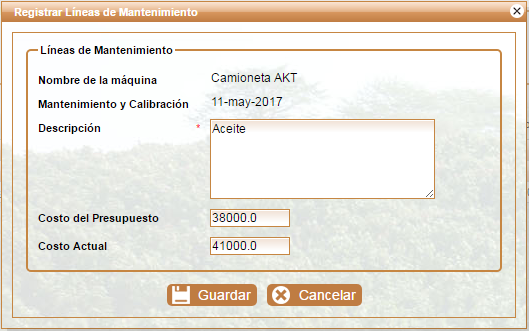 Registrar Líneas de Mantenimiento
Líneas de Mantenimiento
Nombre de la máquina Camioneta AKT
Mantenimiento y Calibración 11-may-2017
Descripción * Aceite
Costo del Presupuesto 38000.0
Costo Actual 41000.0
Guardar Cancelar